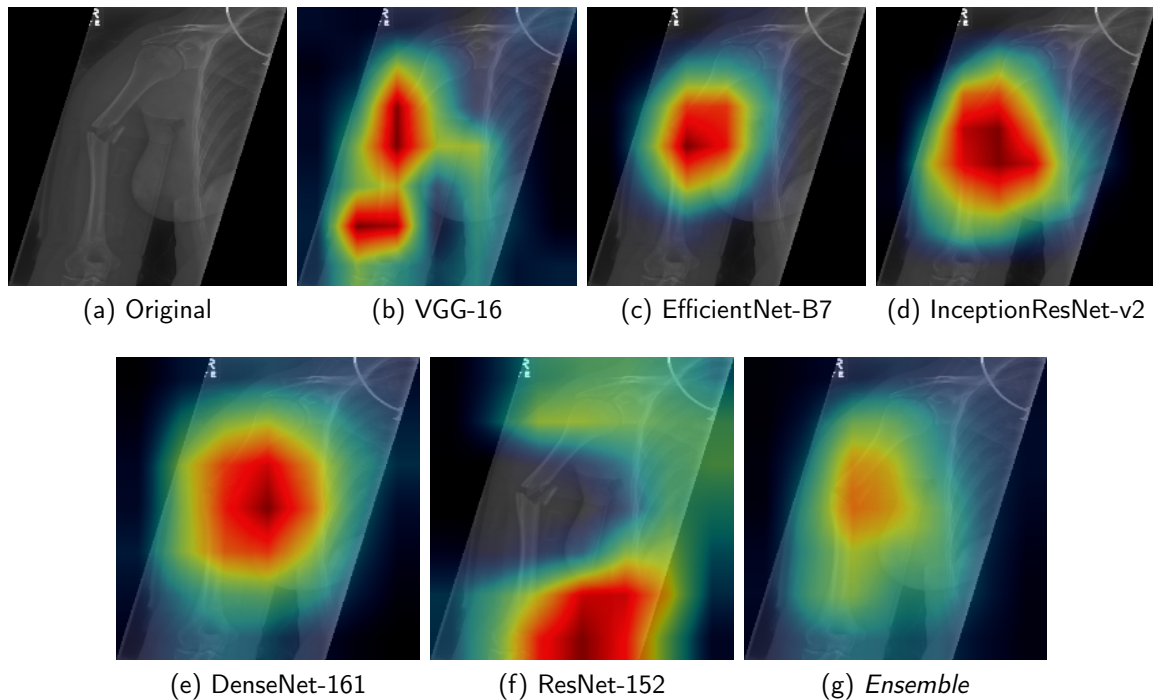 R
E
(a) Original
(b) VGG-16
(c) EfficientNet-B7
(d) InceptionResNet-v2
R
E
R
E
(e) DenseNet-161
(f) ResNet-152
(g) Ensemble